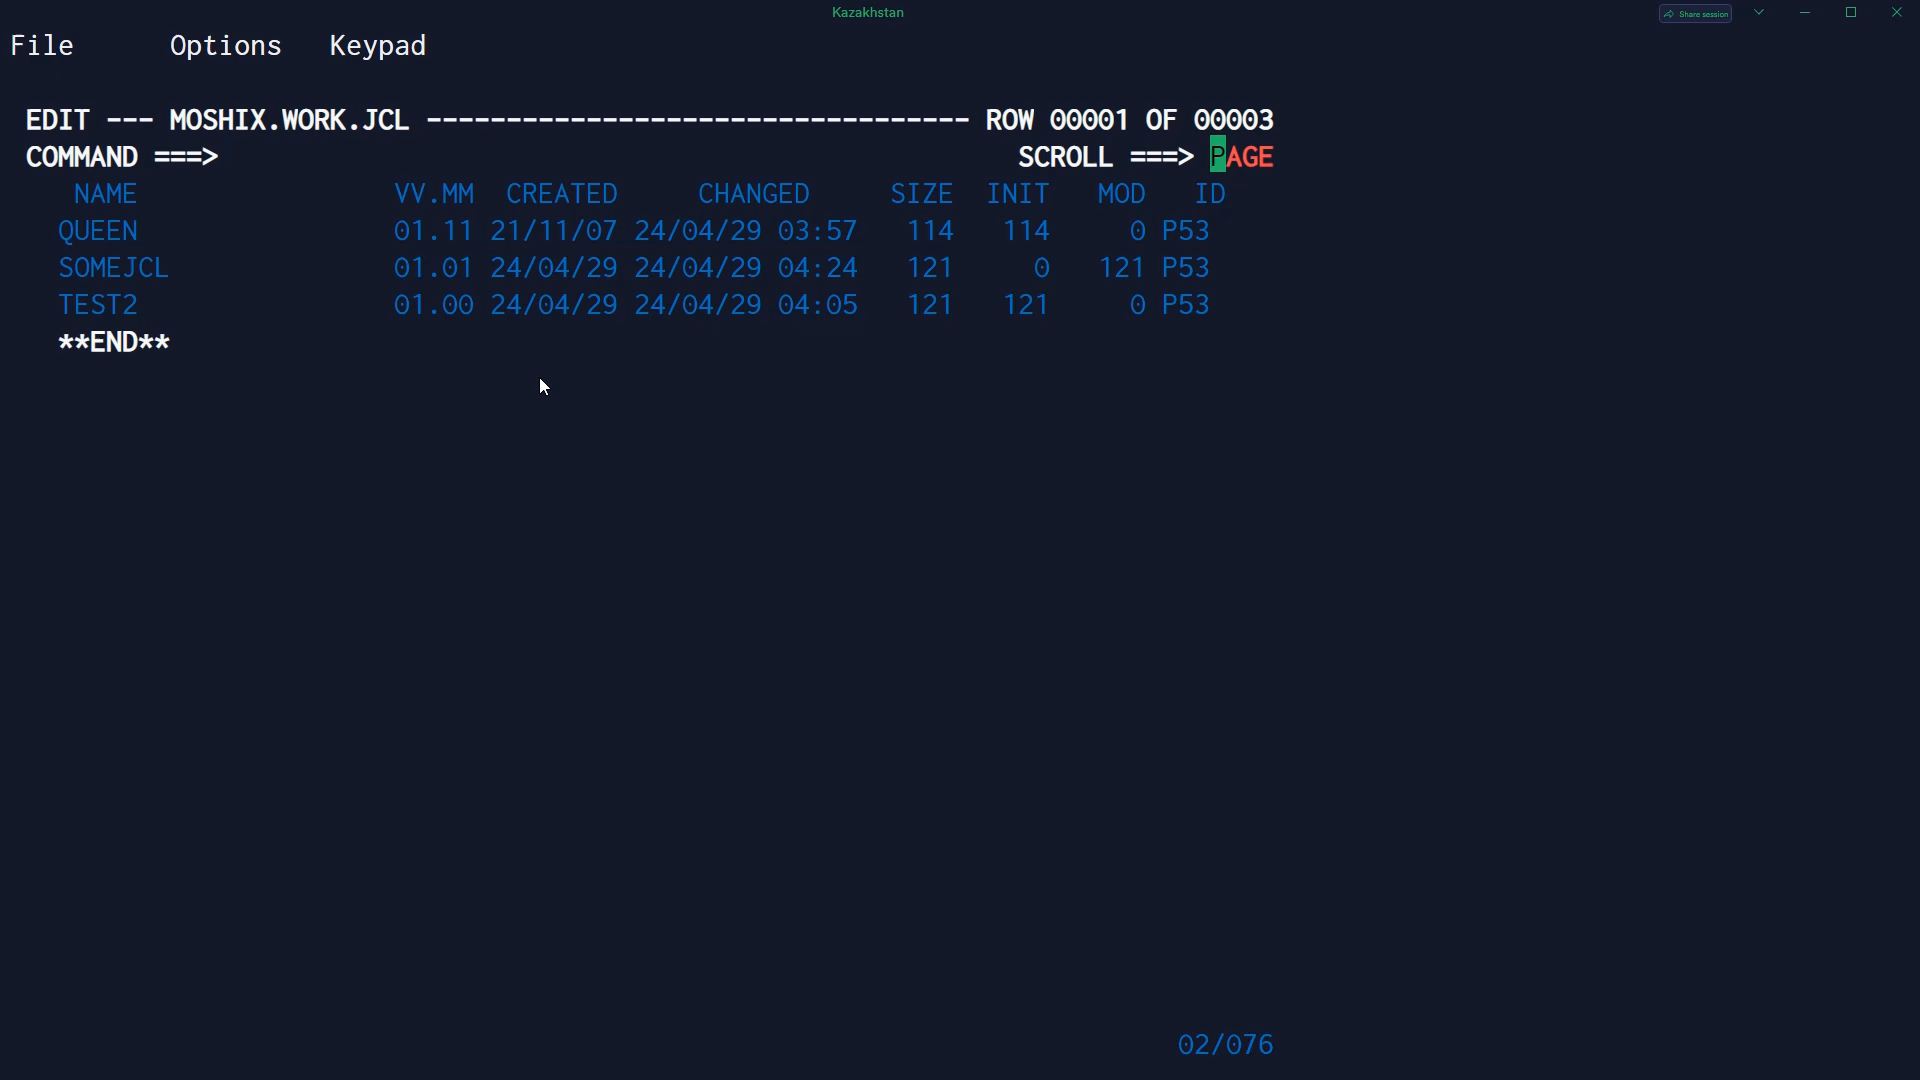 Kazakhstan
Share session
File Options Keypad
EDIT --- MOSHIX.WORK.JCL ---------------------------------- ROW 00001 OF 00003
COMMAND ===> SCROLL ===> PAGE
NAME VV.MM CREATED CHANGED SIZE INIT MOD ID
QUEEN 01.11 21/11/07 24/04/29 03:57 114 114 0 P53
SOMEJCL 01.01 24/04/29 24/04/29 04:24 121 0 121 P53
TEST2 01.00 24/04/29 24/04/29 04:05 121 121 0 P53
**END**
02/076